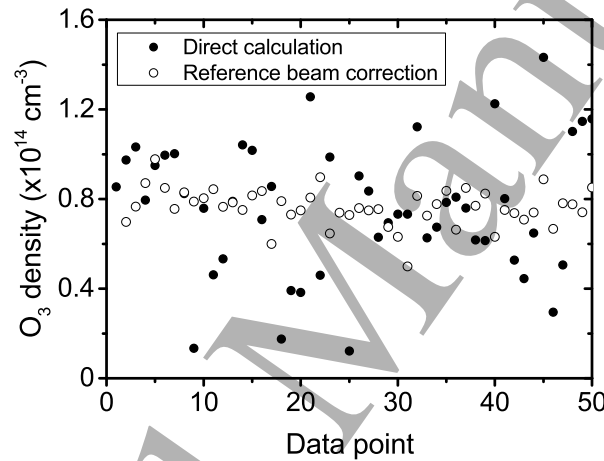 1.6
Direct calculation
Reference beam correction
1.2
0.8
0.4
0
O3 density (x10^14 cm^-3)
0 10 20 30 40 50
Data point